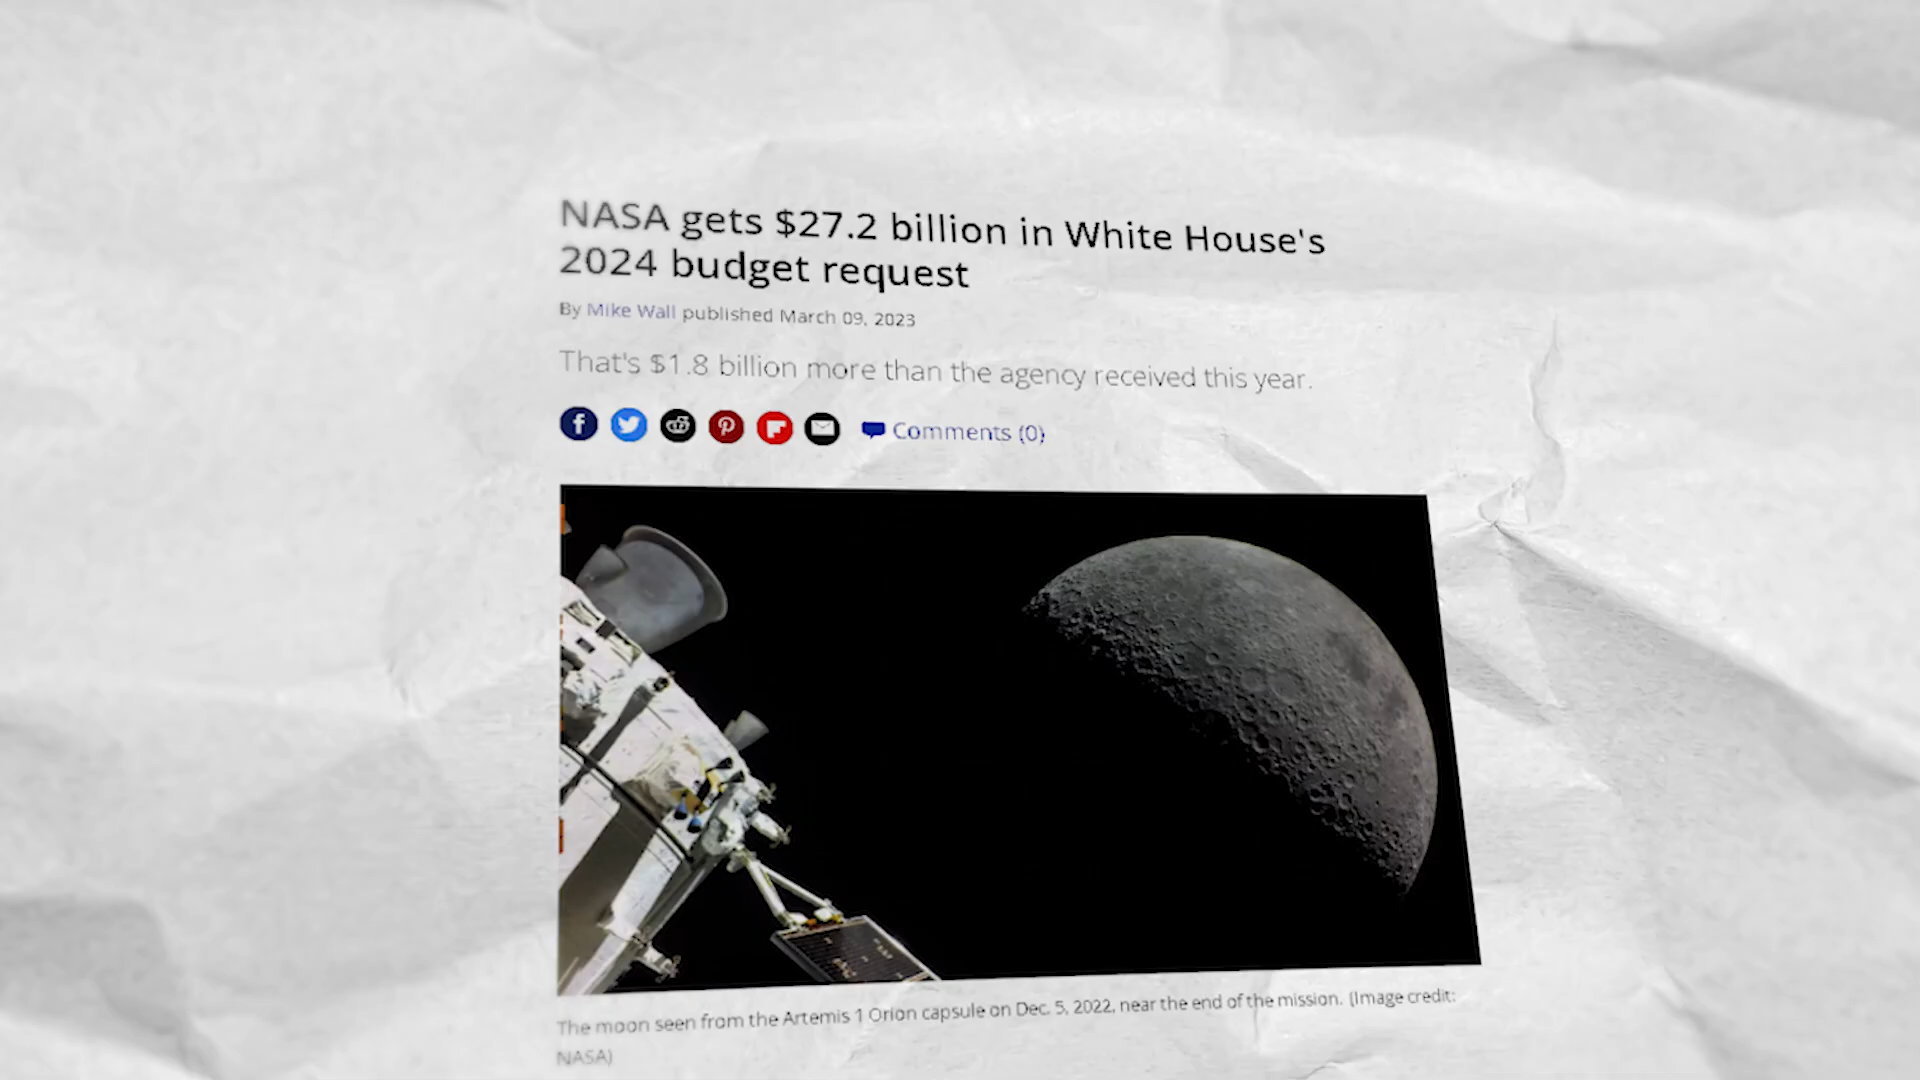 NASA gets $27.2 billion in White House's
2024 budget request
By Mike Wall published March 09, 2023
That's $1.8 billion more than the agency received this year.
Comments (0)
The moon seen from the Artemis 1 Orion capsule on Dec. 5, 2022, near the end of the mission. (Image credit:
NASA)